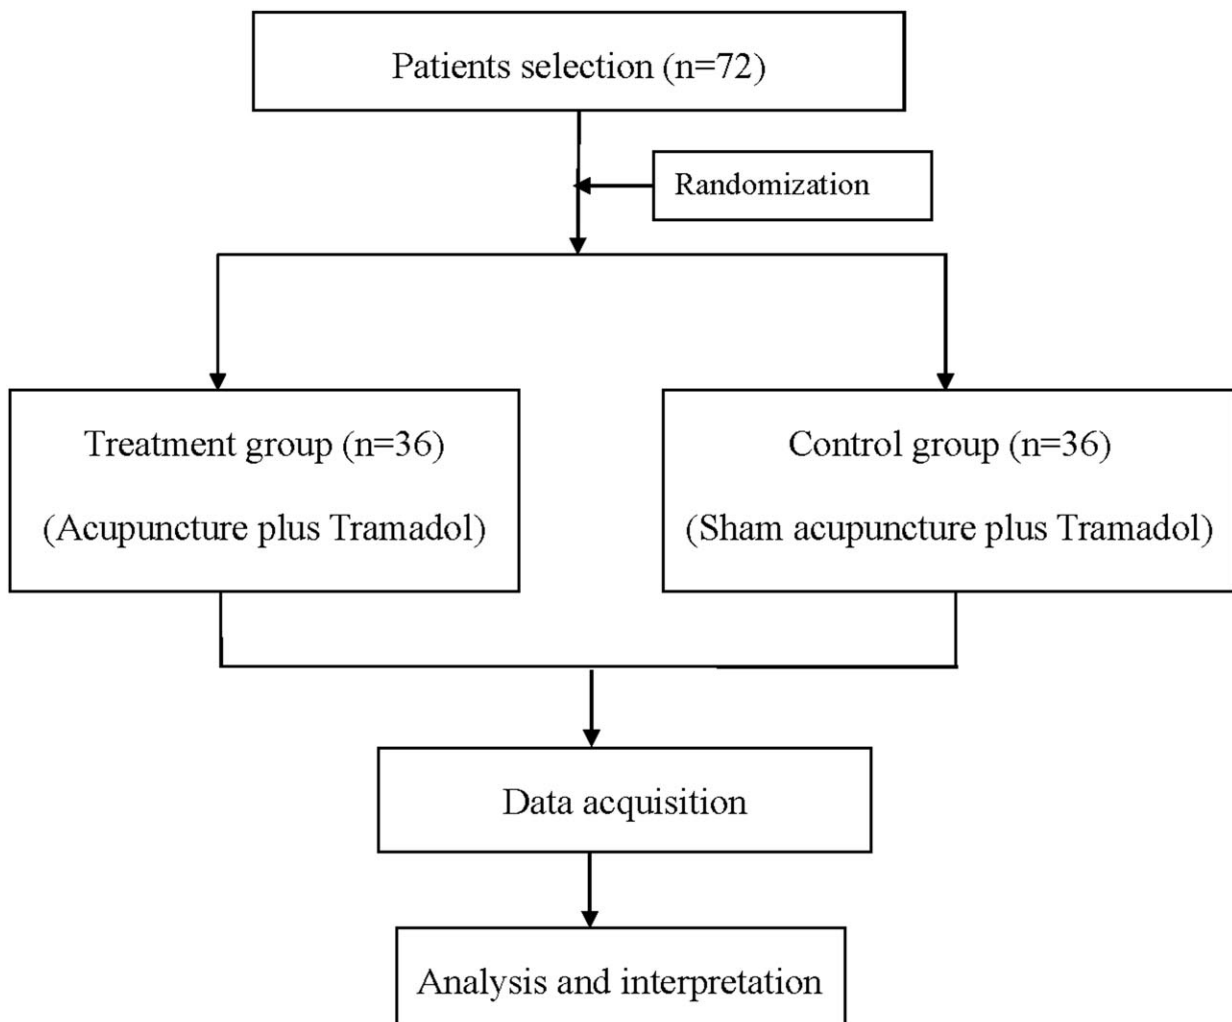 Patients selection (n=72)
Randomization
Treatment group (n=36)
(Acupuncture plus Tramadol)
Control group (n=36)
(Sham acupuncture plus Tramadol)
Data acquisition
Analysis and interpretation